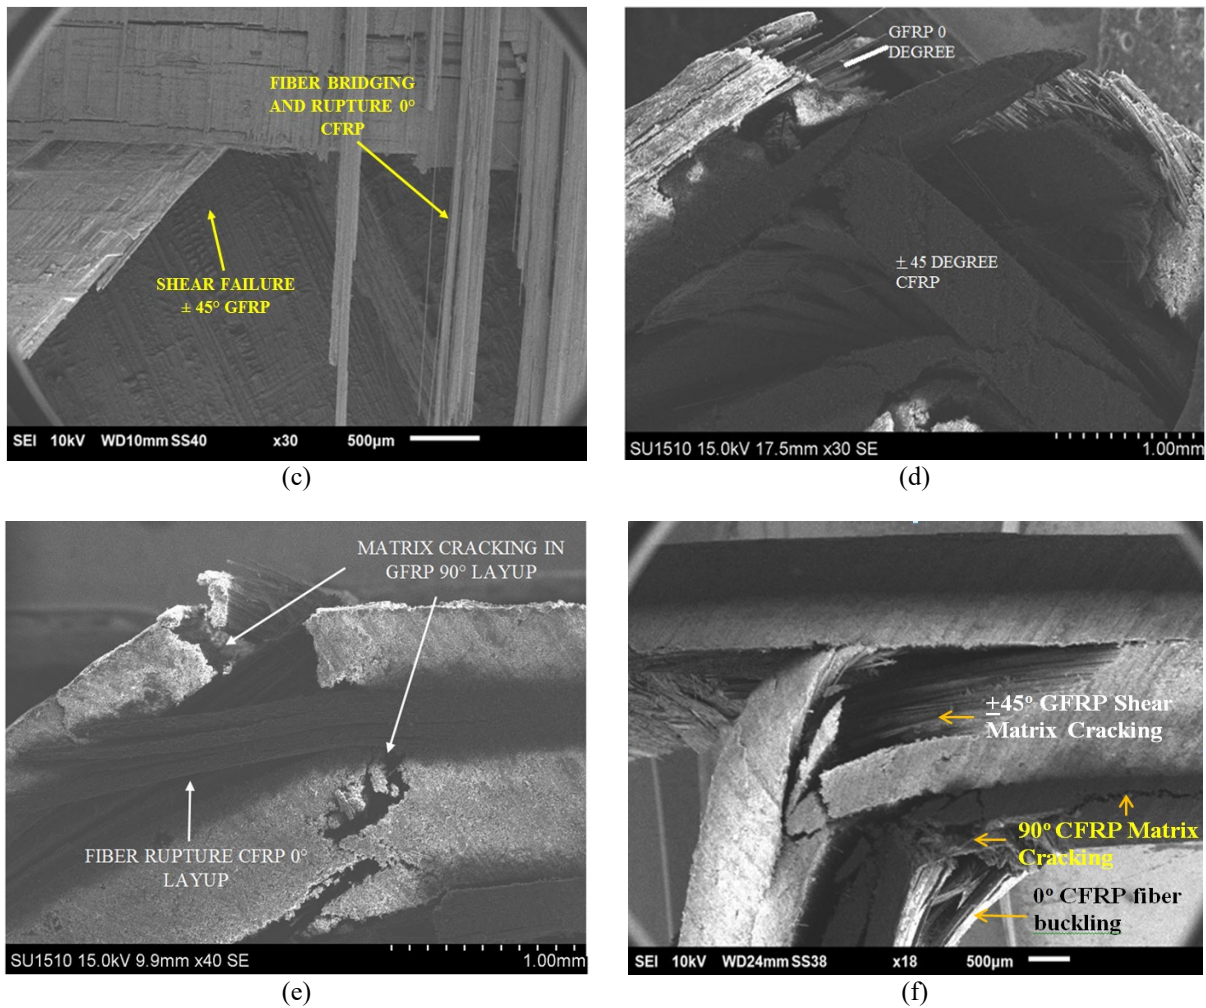 FIBER BRIDGING
AND RUPTURE 0°
CFRP
SHEAR FAILURE
± 45° GFRP
SEI 10kV WD10mm SS40 x30 500µm
(c)
GFRP 0
DEGREE
± 45 DEGREE
CFRP
SU1510 15.0kV 17.5mm x30 SE 1.00mm
(d)
MATRIX CRACKING IN
GFRP 90° LAYUP
FIBER RUPTURE CFRP 0°
LAYUP
SU1510 15.0kV 9.9mm x40 SE 1.00mm
(e)
±45° GFRP Shear
Matrix Cracking
90° CFRP Matrix
Cracking
0° CFRP fiber
buckling
SEI 10kV WD24mm SS38 x18 500µm
(f)